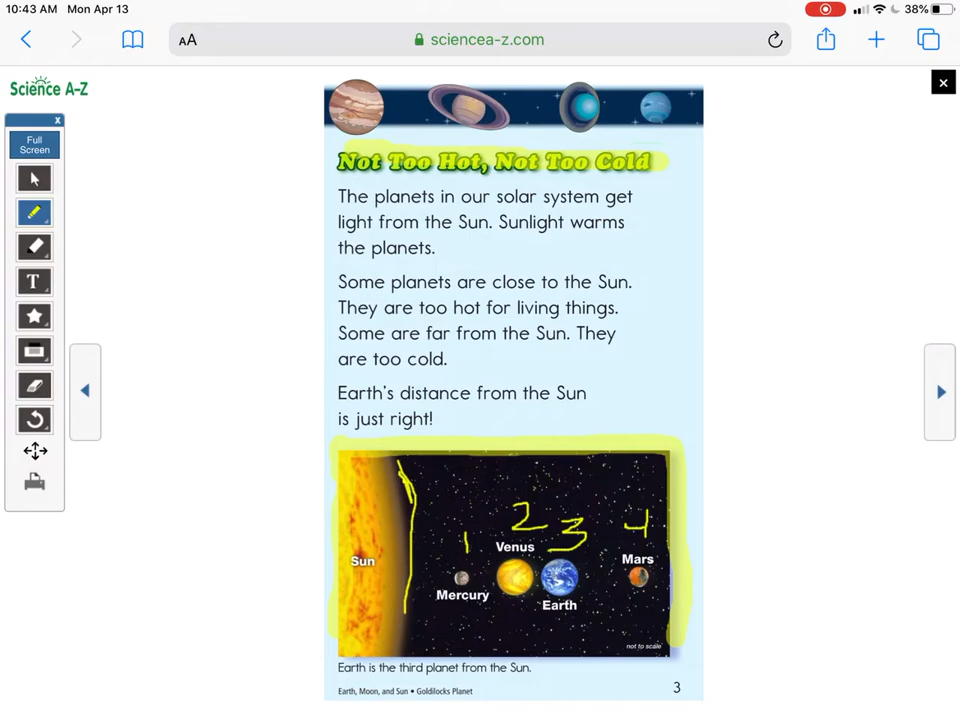 10:43 AM Mon Apr 13
38%
AA
sciencea-z.com
Science A-Z
x
Full
Screen
T
Not Too Hot, Not Too Cold
The planets in our solar system get
light from the Sun. Sunlight warms
the planets.
Some planets are close to the Sun.
They are too hot for living things.
Some are far from the Sun. They
are too cold.
Earth's distance from the Sun
is just right!
1 2 3 4
Sun
Mercury
Venus
Earth
Mars
not to scale
Earth is the third planet from the Sun.
Earth, Moon, and Sun • Goldilocks Planet
3